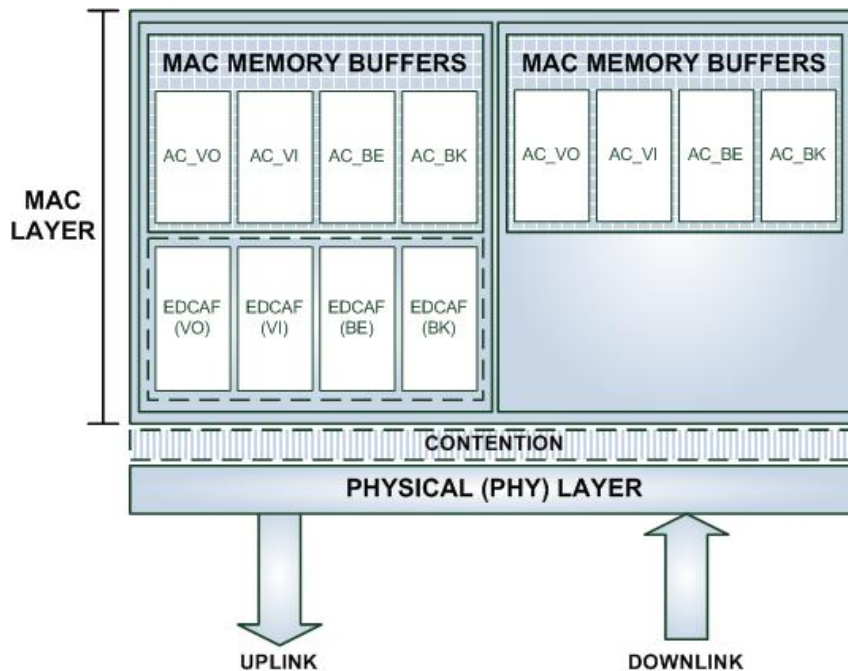 MAC MEMORY BUFFERS
AC_VO AC_VI AC_BE AC_BK
EDCAF (VO)
EDCAF (VI)
EDCAF (BE)
EDCAF (BK)
MAC MEMORY BUFFERS
AC_VO AC_VI AC_BE AC_BK
MAC
LAYER
CONTENTION
PHYSICAL (PHY) LAYER
UPLINK
DOWNLINK